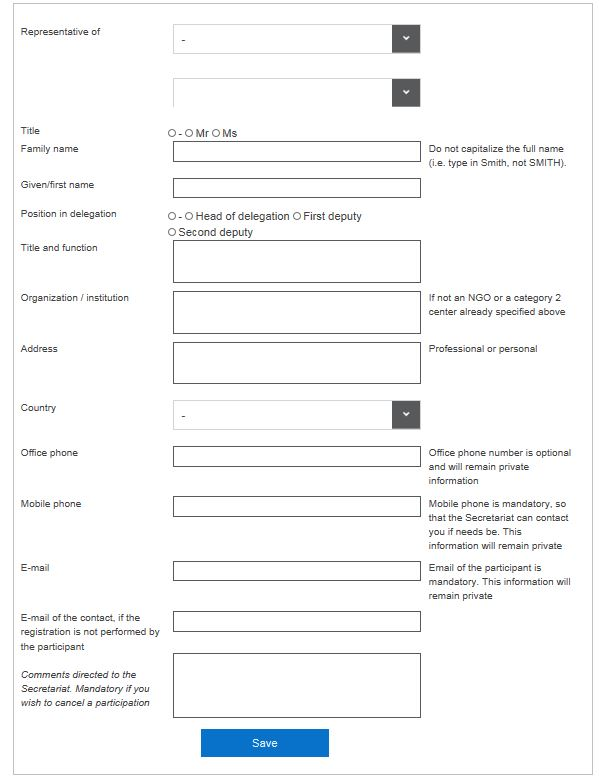 Representative of
-
Title
- Mr Ms
Family name
Do not capitalize the full name
(i.e. type in Smith, not SMITH).
Given/first name
Position in delegation
- Head of delegation First deputy
Second deputy
Title and function
Organization / institution
If not an NGO or a category 2
center already specified above
Address
Professional or personal
Country
-
Office phone
Office phone number is optional
and will remain private
information
Mobile phone
Mobile phone is mandatory, so
that the Secretariat can contact
you if needs be. This
information will remain private
E-mail
Email of the participant is
mandatory. This information will
remain private
E-mail of the contact, if the
registration is not performed by
the participant
Comments directed to the
Secretariat. Mandatory if you
wish to cancel a participation
Save